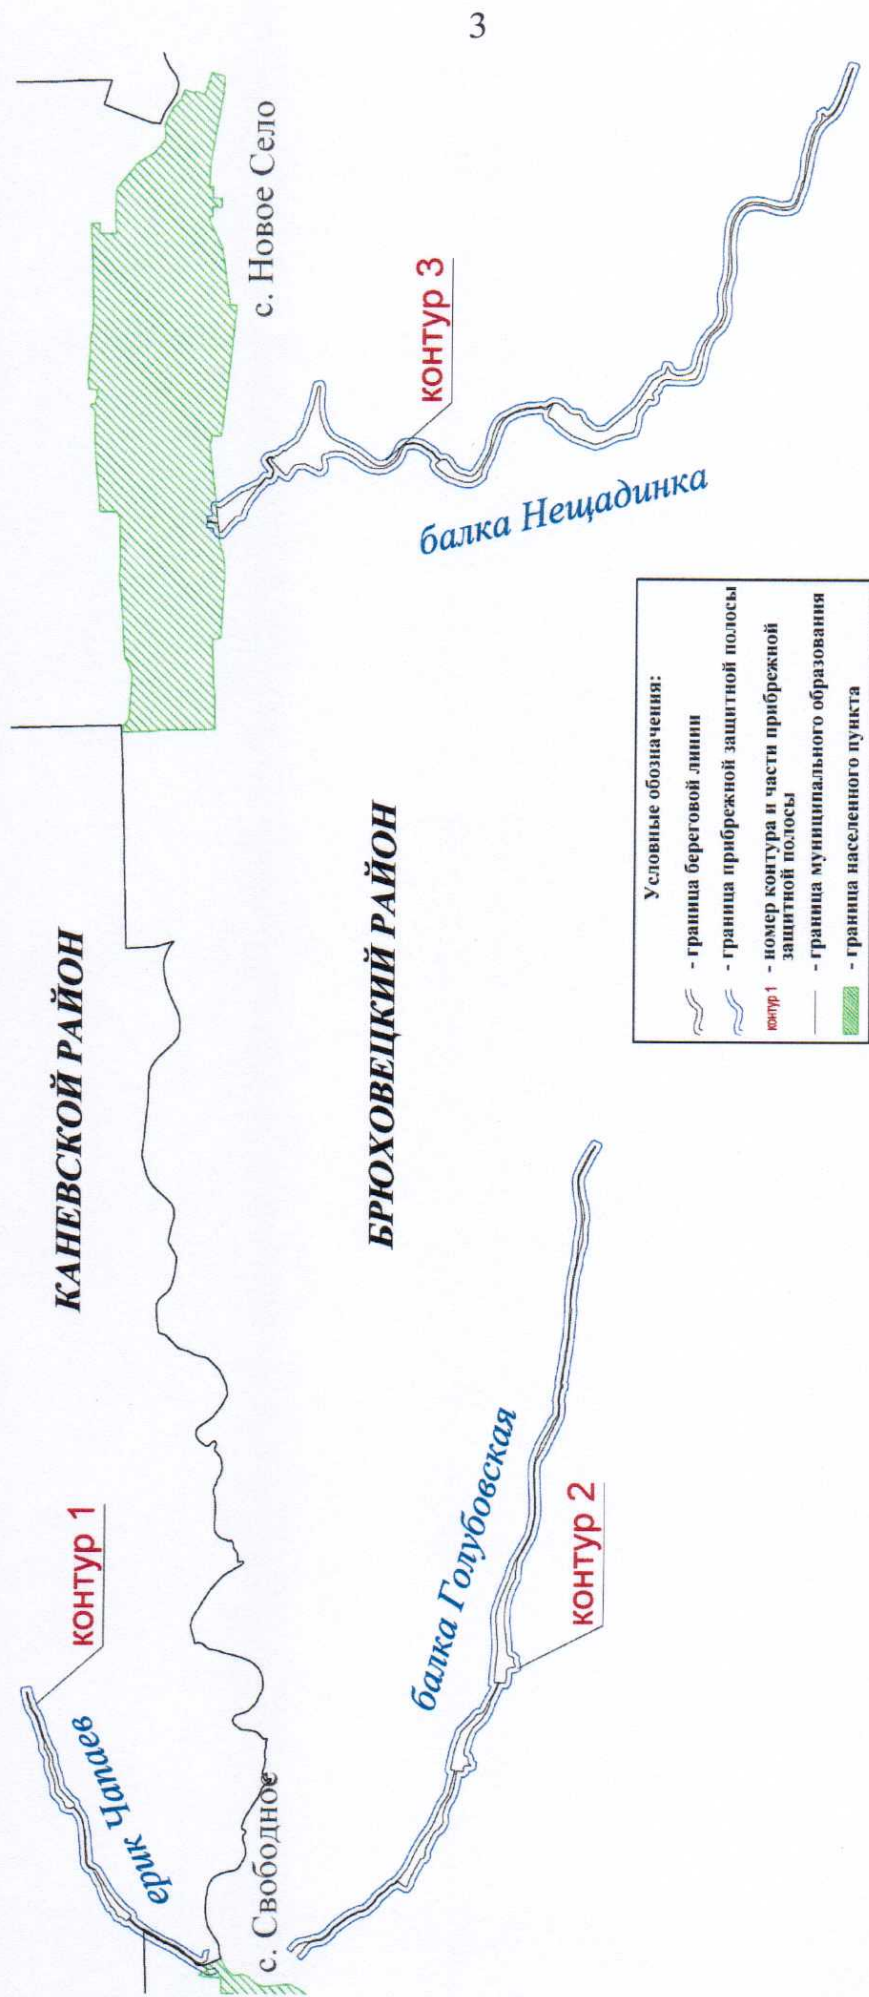 3
КАНЕВСКОЙ РАЙОН
БРЮХОВЕЦКИЙ РАЙОН
с. Новое Село
контур 3
балка Нещадинка
контур 1
ерик Чапаев
с. Свободное
балка Голубовская
контур 2
Условные обозначения:
- граница береговой линии
- граница прибрежной защитной полосы
контур 1 - номер контура и части прибрежной
защитной полосы
- граница муниципального образования
- граница населенного пункта